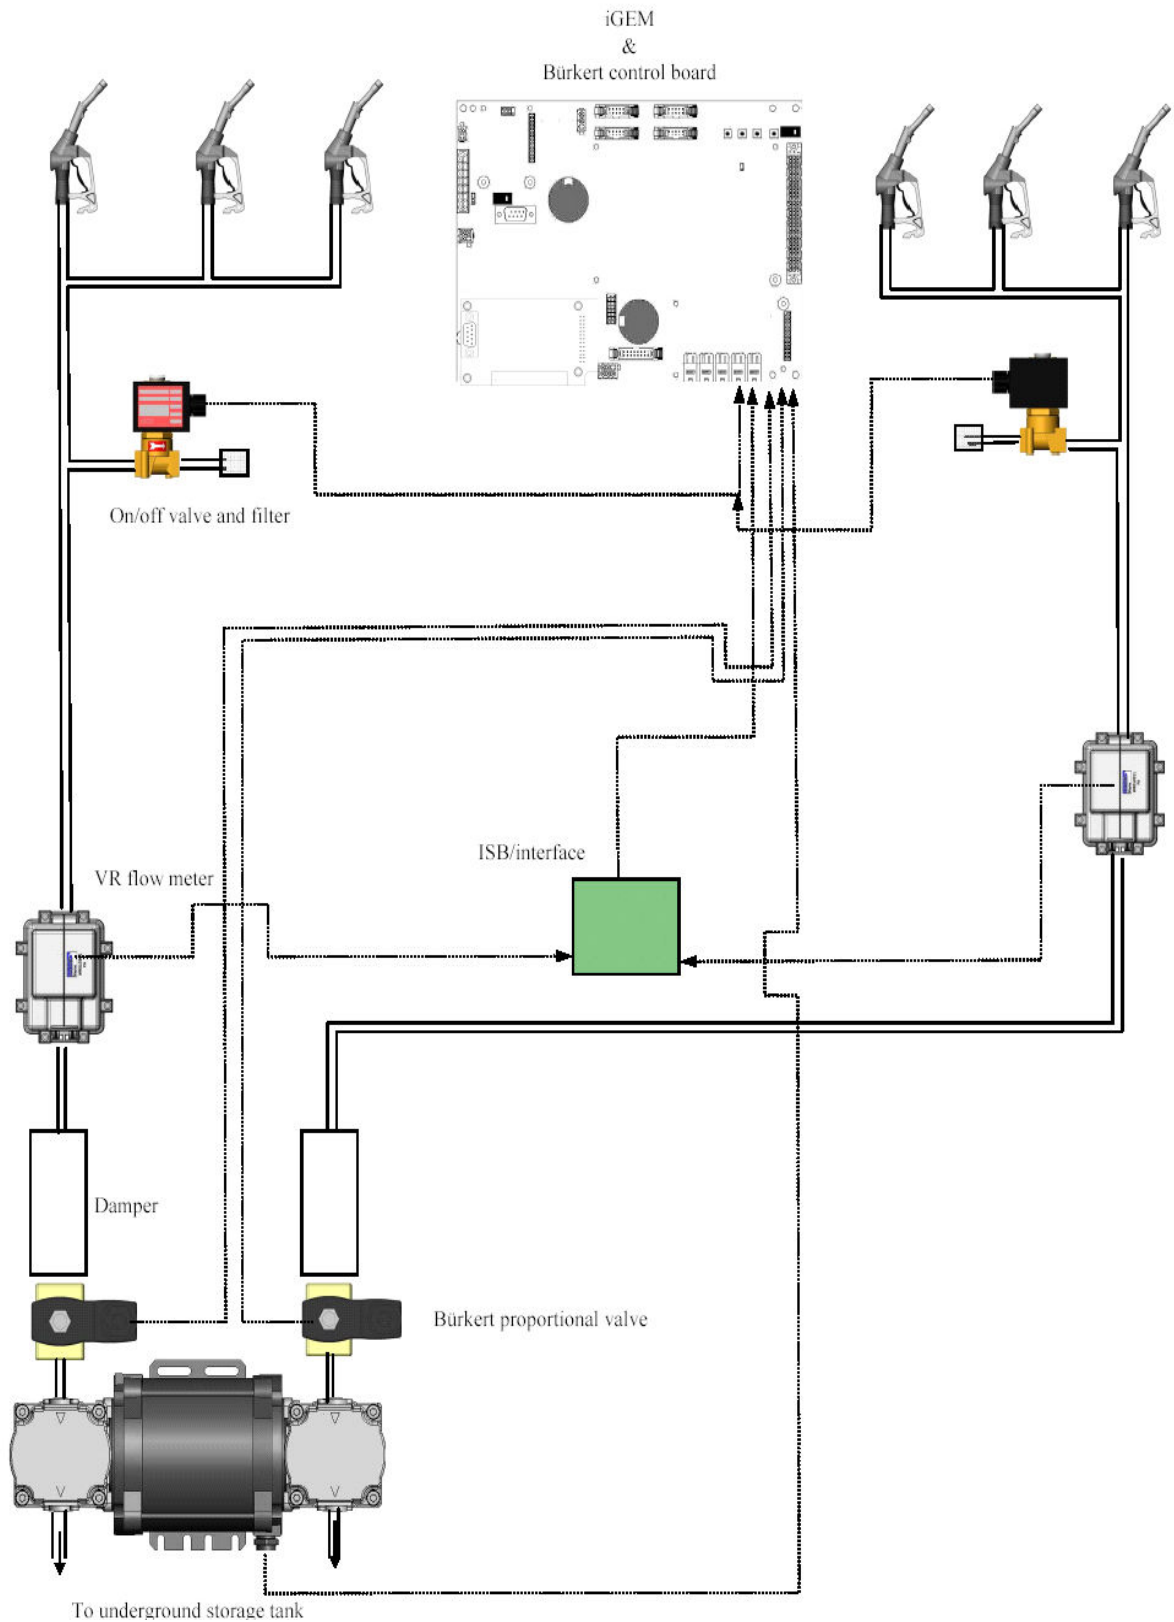 iGEM
&
Bürkert control board
On/off valve and filter
ISB/interface
VR flow meter
Damper
Bürkert proportional valve
To underground storage tank